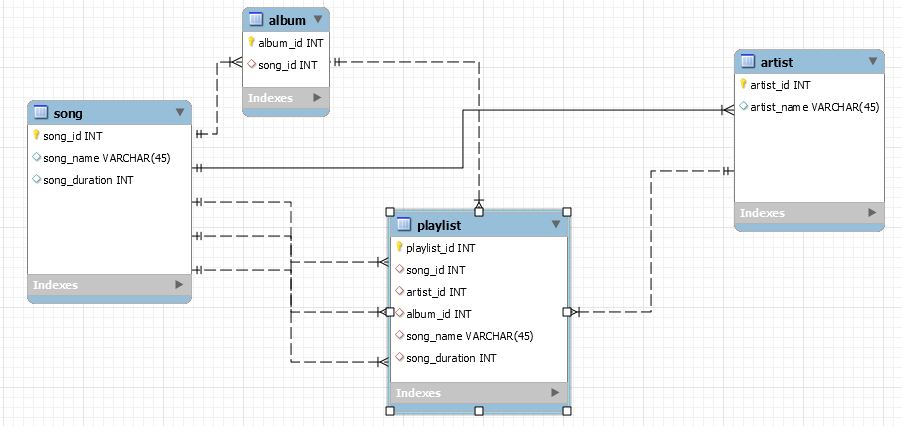 album
album_id INT
song_id INT
Indexes
song
song_id INT
song_name VARCHAR(45)
song_duration INT
Indexes
artist
artist_id INT
artist_name VARCHAR(45)
Indexes
playlist
playlist_id INT
song_id INT
artist_id INT
album_id INT
song_name VARCHAR(45)
song_duration INT
Indexes